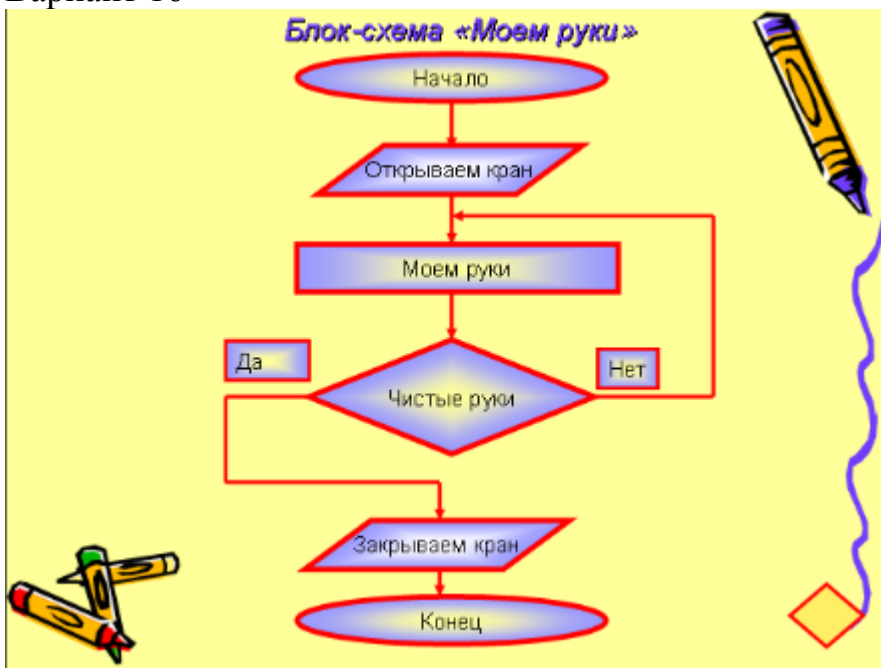 Блок-схема «Моем руки»
Начало
Открываем кран
Моем руки
Да
Нет
Чистые руки
Закрываем кран
Конец